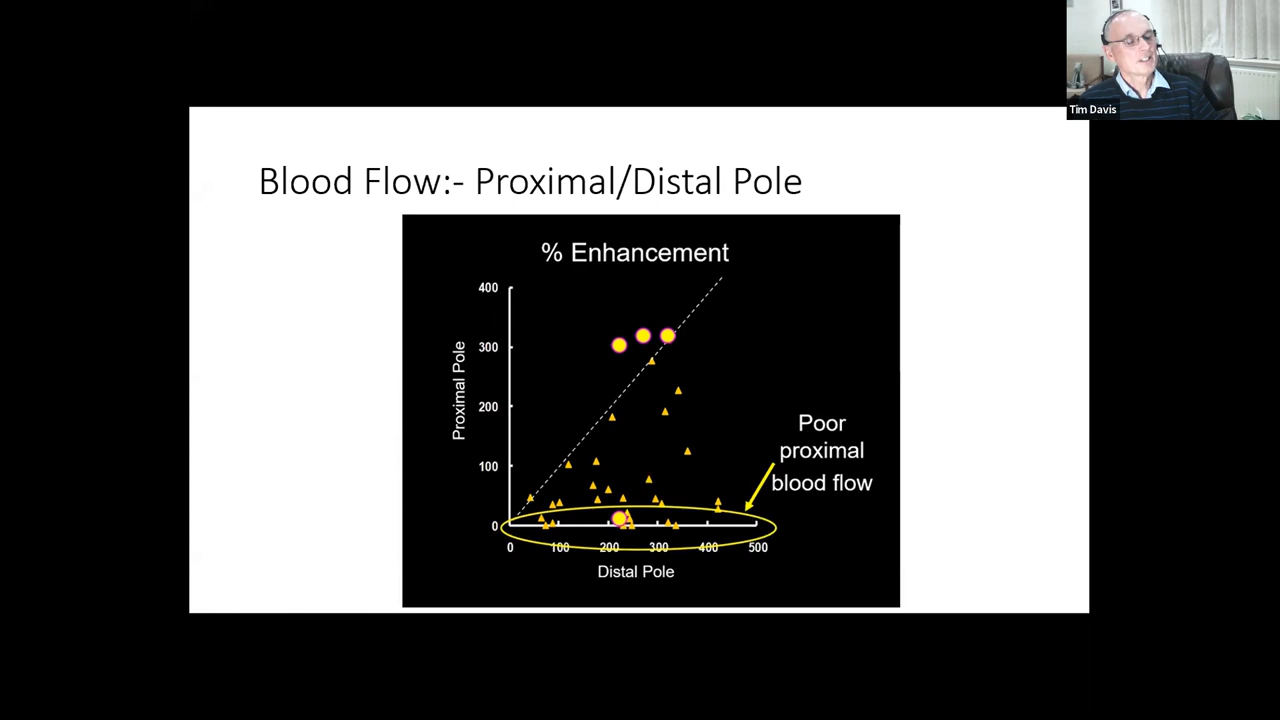 Tim Davis
Blood Flow:- Proximal/Distal Pole
% Enhancement
400
300
200
100
0
Proximal Pole
0 100 200 300 400 500
Distal Pole
Poor
proximal
blood flow